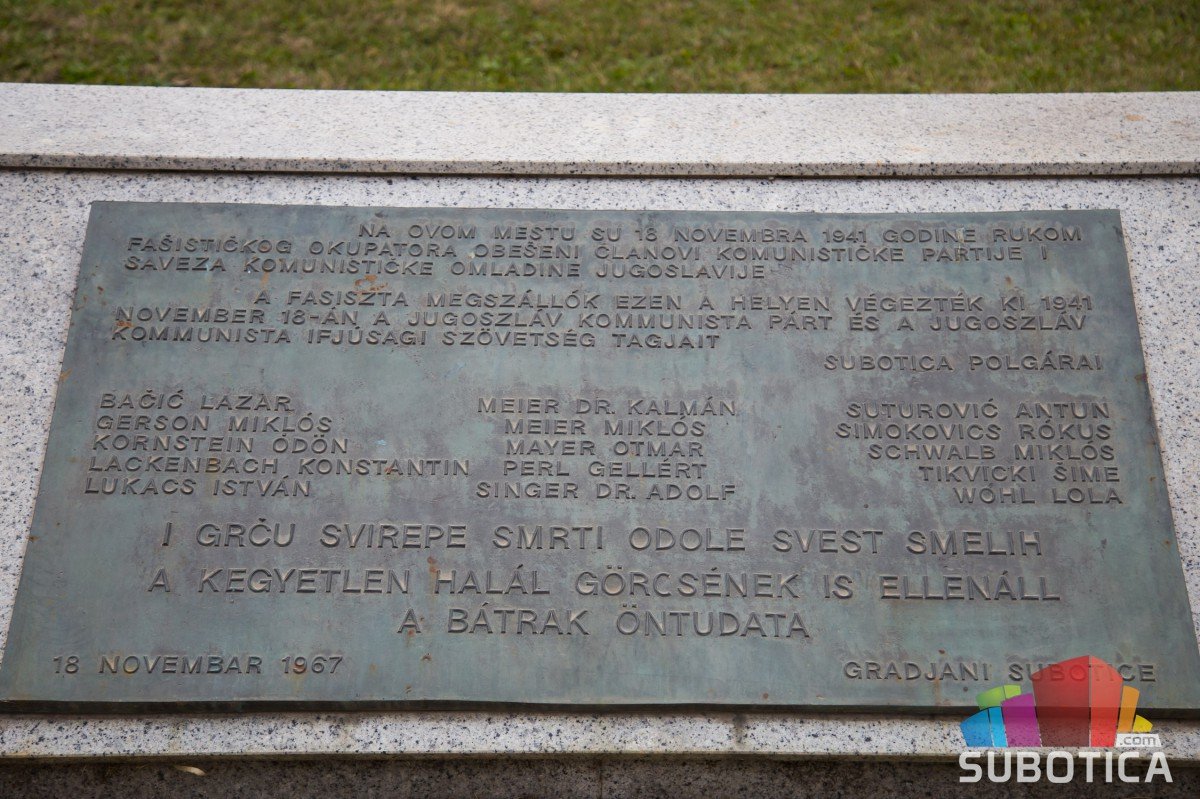 NA OVOM MESTU SU 18 NOVEMBRA 1941 GODINE RUKOM
FAŠISTIČKOG OKUPATORA OBEŠENI ČLANOVI KOMUNISTIČKE PARTIJE I
SAVEZA KOMUNISTIČKE OMLADINE JUGOSLAVIJE
A FASISZTA MEGSZÁLLÓK EZEN A HELYEN VÉGEZTÉK KI 1941
NOVEMBER 18-ÁN A JUGOSZLÁV KOMMUNISTA PÁRT ÉS A JUGOSZLÁV
KOMMUNISTA IFJÚSAGI SZÖVETSÉG TAGJAIT
SUBOTICA POLGÁRAI
BAČIĆ LAZAR
GERSON MIKLÓS
KORNSTEIN ÖDÖN
LACKENBACH KONSTANTIN
LUKACS ISTVÁN
MEIER DR. KALMÁN
MEIER MIKLÓS
MAYER OTMAR
PERL GELLÉRT
SINGER DR. ADOLF
SUTUROVIĆ ANTUN
SIMOKOVICS RÓKUS
SCHWALB MIKLÓS
TIKVICKI ŠIME
WOHL LOLA
I GRČU SVIREPE SMRTI ODOLE SVEST SMELIH
A KEGYETLEN HALÁL GÖRCSÉNEK IS ELLENÁLL
A BÁTRAK ÖNTUDATA
18 NOVEMBAR 1967
GRADJANI SUBOTICE
.com
SUBOTICA